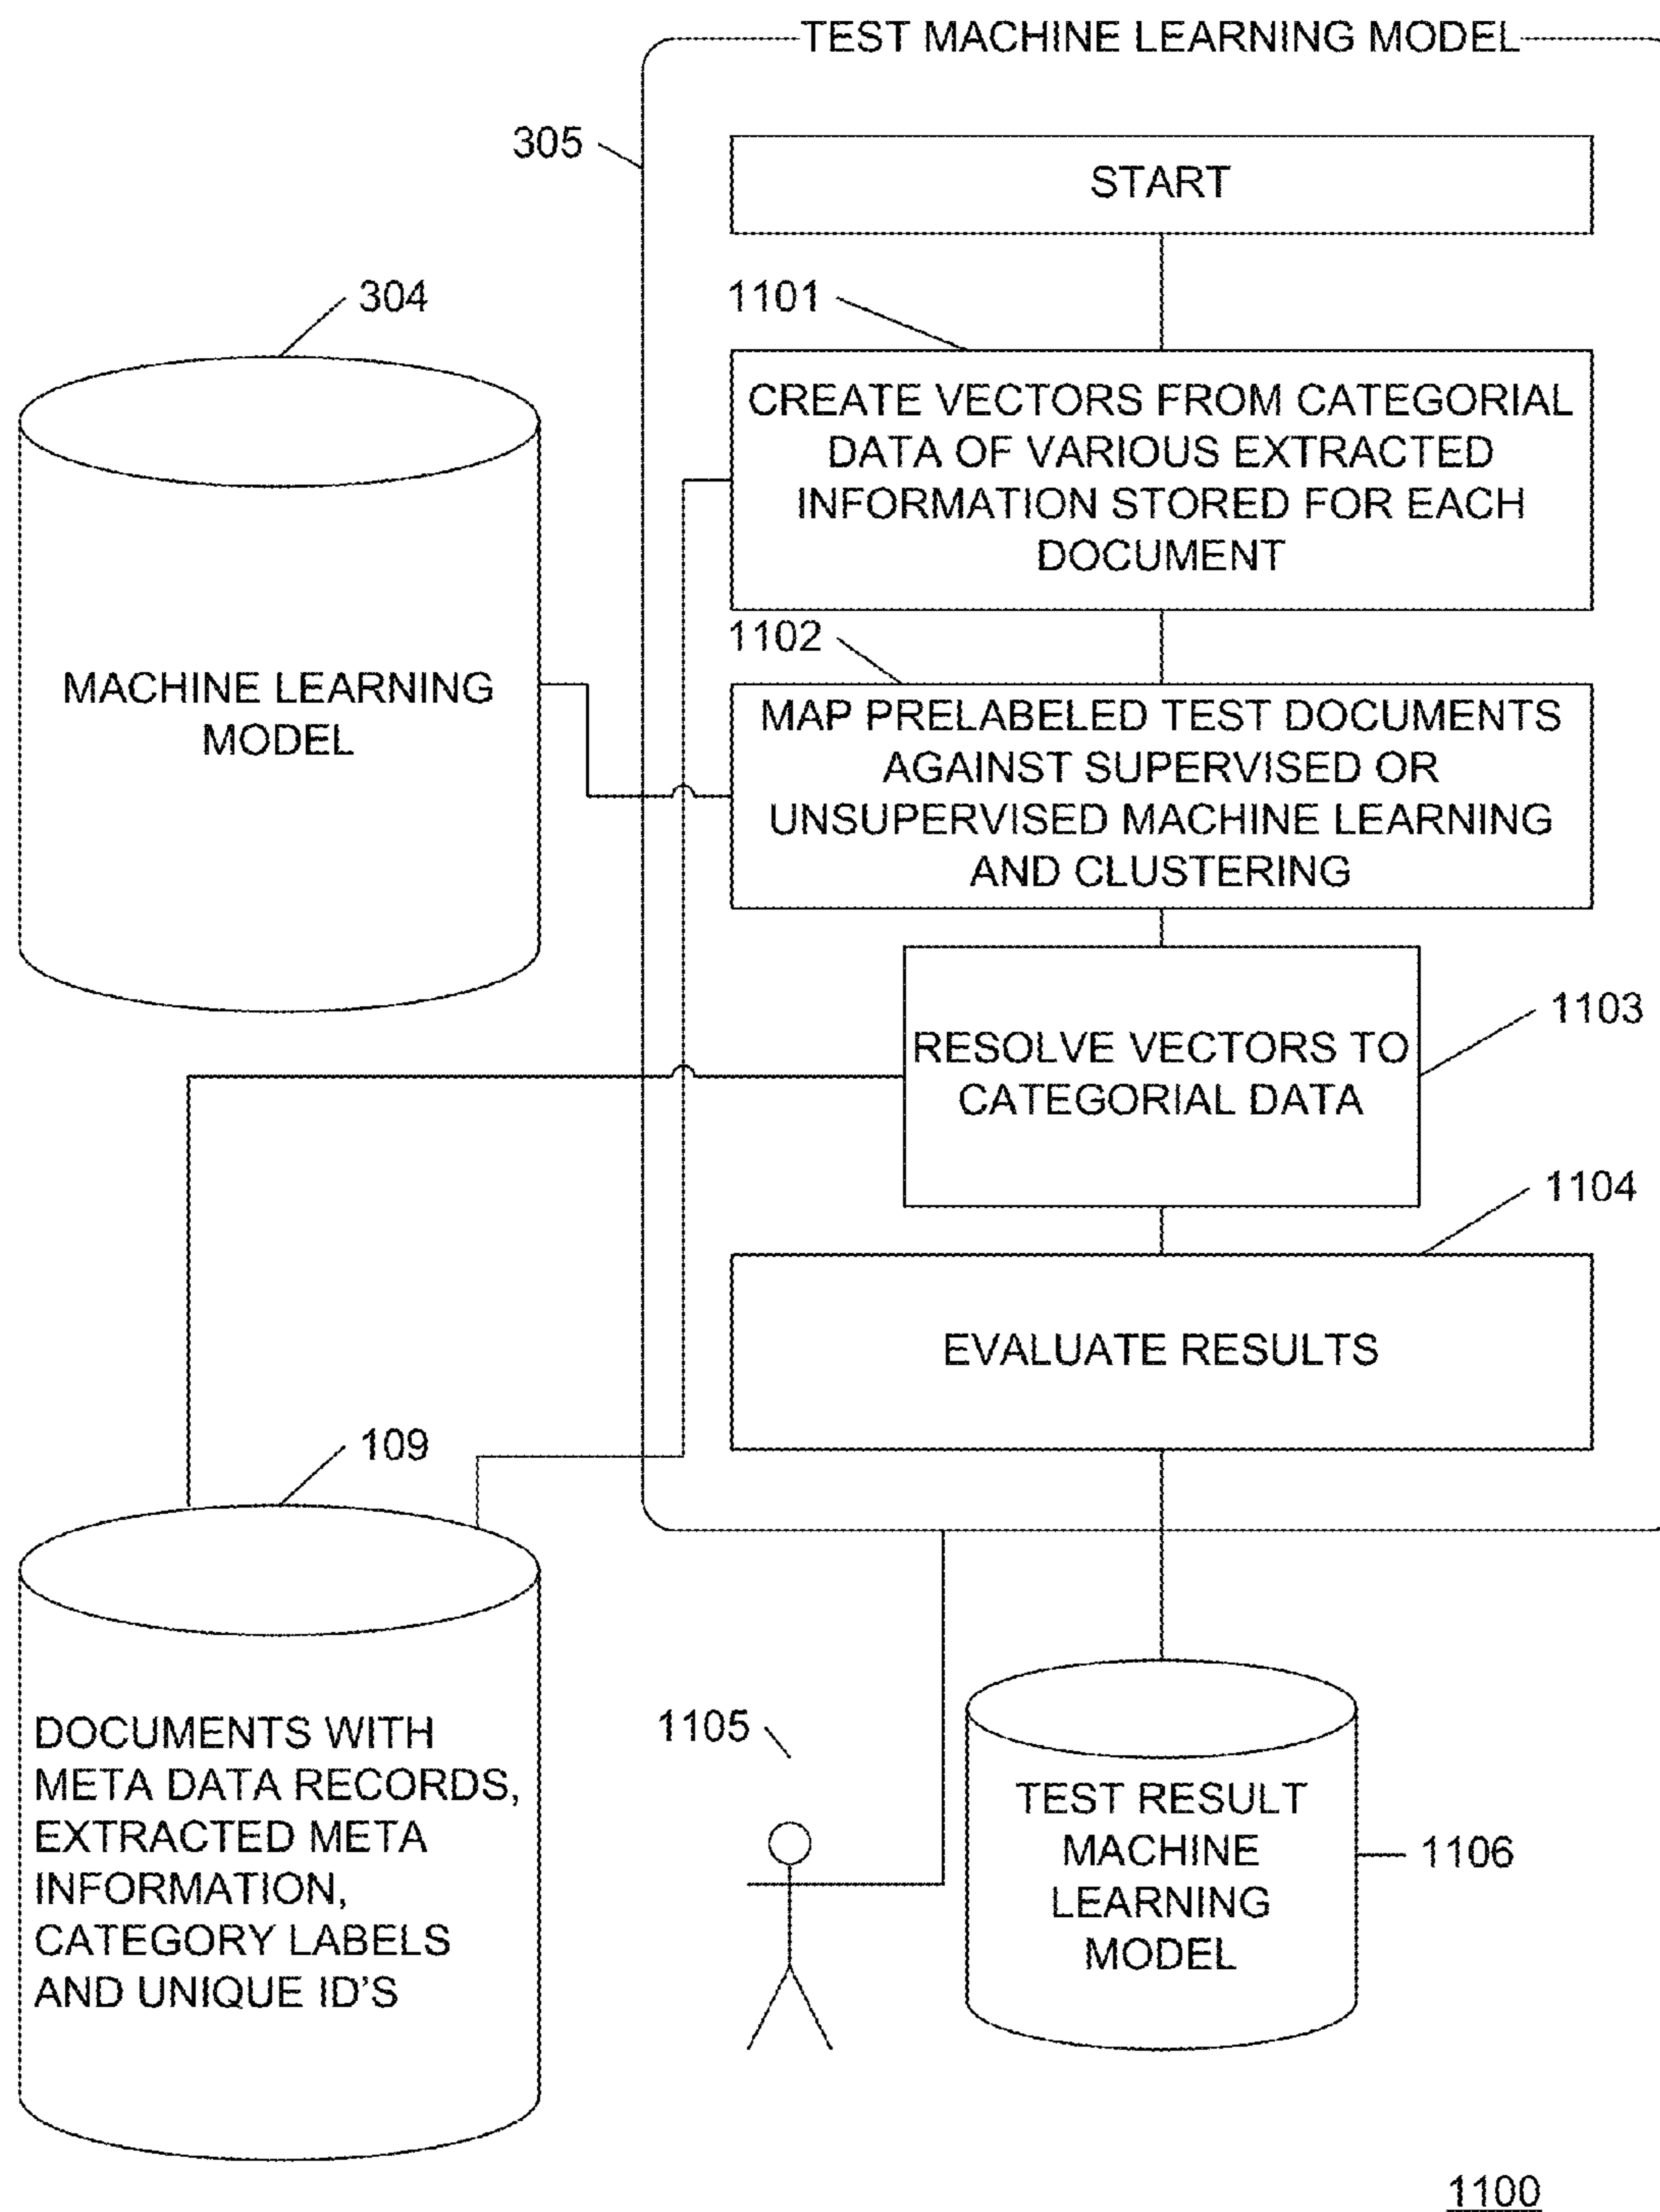 TEST MACHINE LEARNING MODEL
305
START
304
1101
CREATE VECTORS FROM CATEGORIAL
DATA OF VARIOUS EXTRACTED
INFORMATION STORED FOR EACH
DOCUMENT
1102
MACHINE LEARNING
MODEL
MAP PRELABELED TEST DOCUMENTS
AGAINST SUPERVISED OR
UNSUPERVISED MACHINE LEARNING
AND CLUSTERING
1103
RESOLVE VECTORS TO
CATEGORIAL DATA
1104
EVALUATE RESULTS
109
DOCUMENTS WITH
META DATA RECORDS,
EXTRACTED META
INFORMATION,
CATEGORY LABELS
AND UNIQUE ID'S
1105
TEST RESULT
MACHINE
LEARNING
MODEL
1106
1100